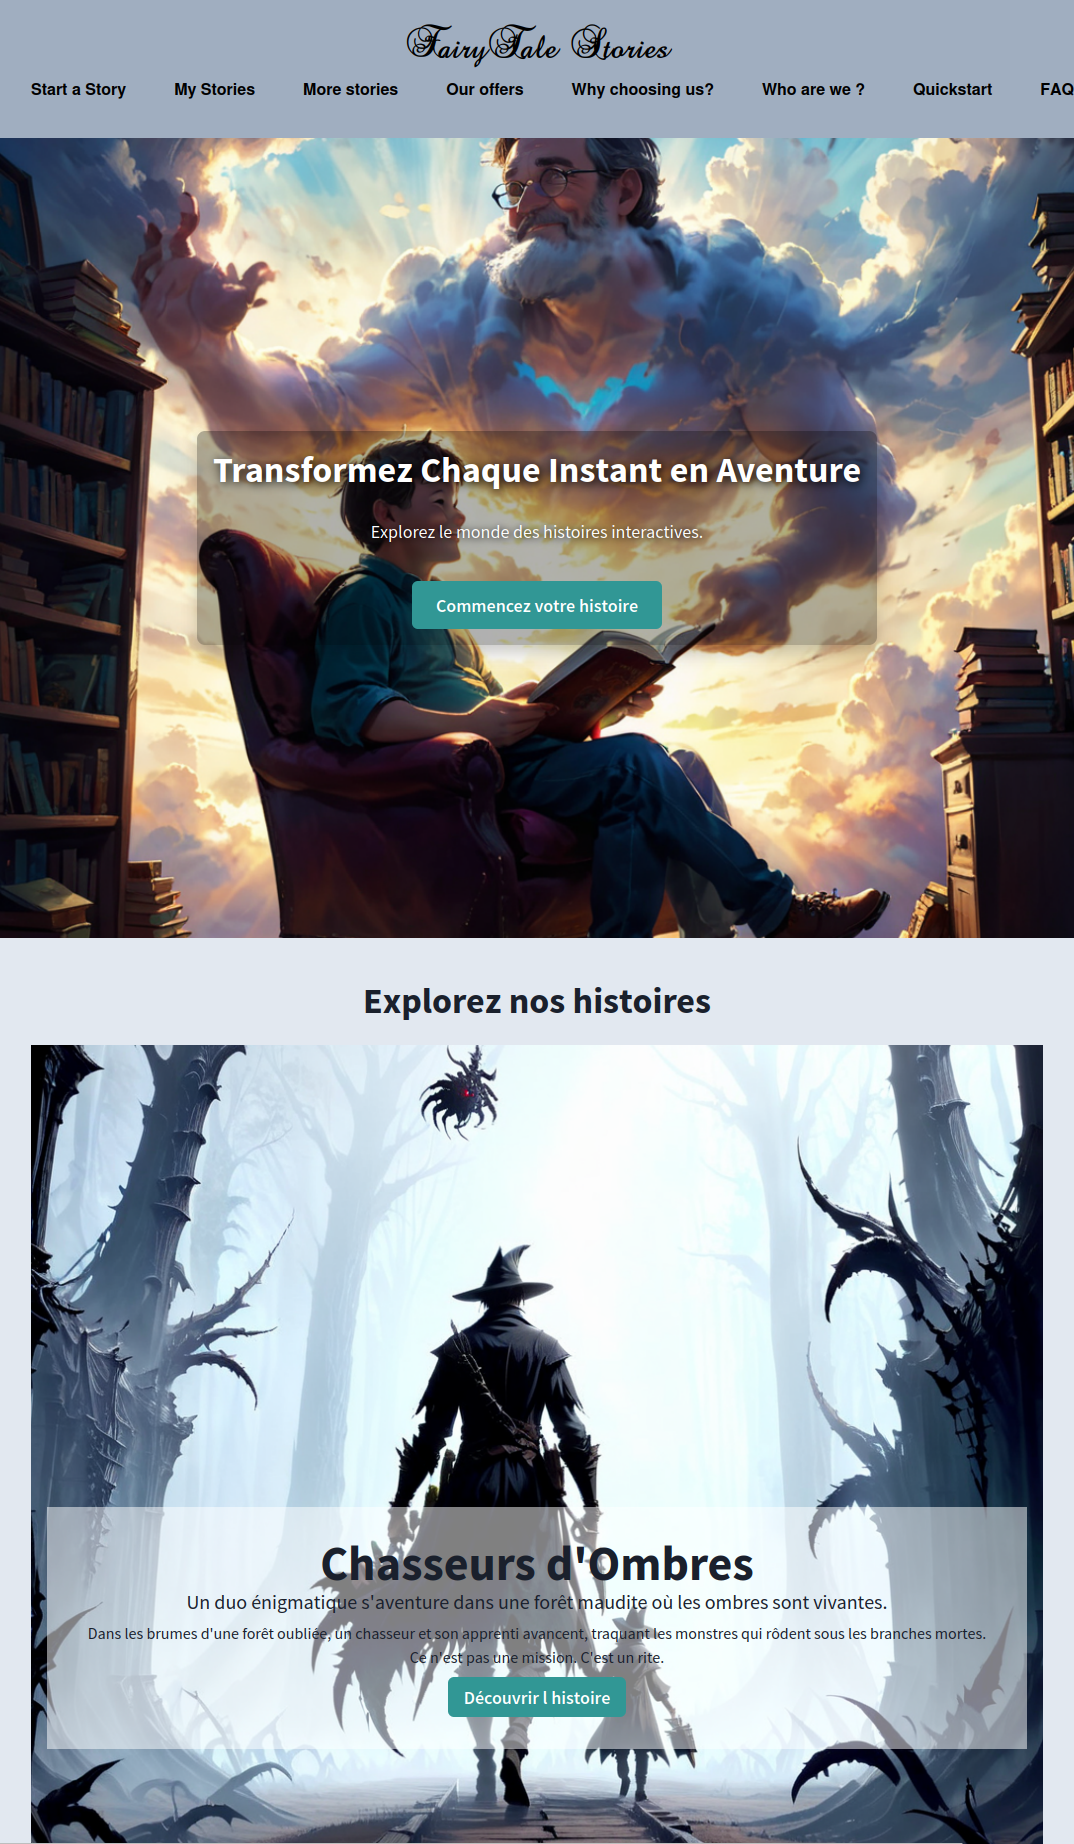 FairyTale Stories
Start a Story My Stories More stories Our offers Why choosing us? Who are we ? Quickstart FAQ
Transformez Chaque Instant en Aventure
Explorez le monde des histoires interactives.
Commencez votre histoire
Explorez nos histoires
Chasseurs d'Ombres
Un duo énigmatique s'aventure dans une forêt maudite où les ombres sont vivantes.
Dans les brumes d'une forêt oubliée, un chasseur et son apprenti avancent, traquant les monstres qui rôdent sous les branches mortes.
Ce n'est pas une mission. C'est un rite.
Découvrir l histoire